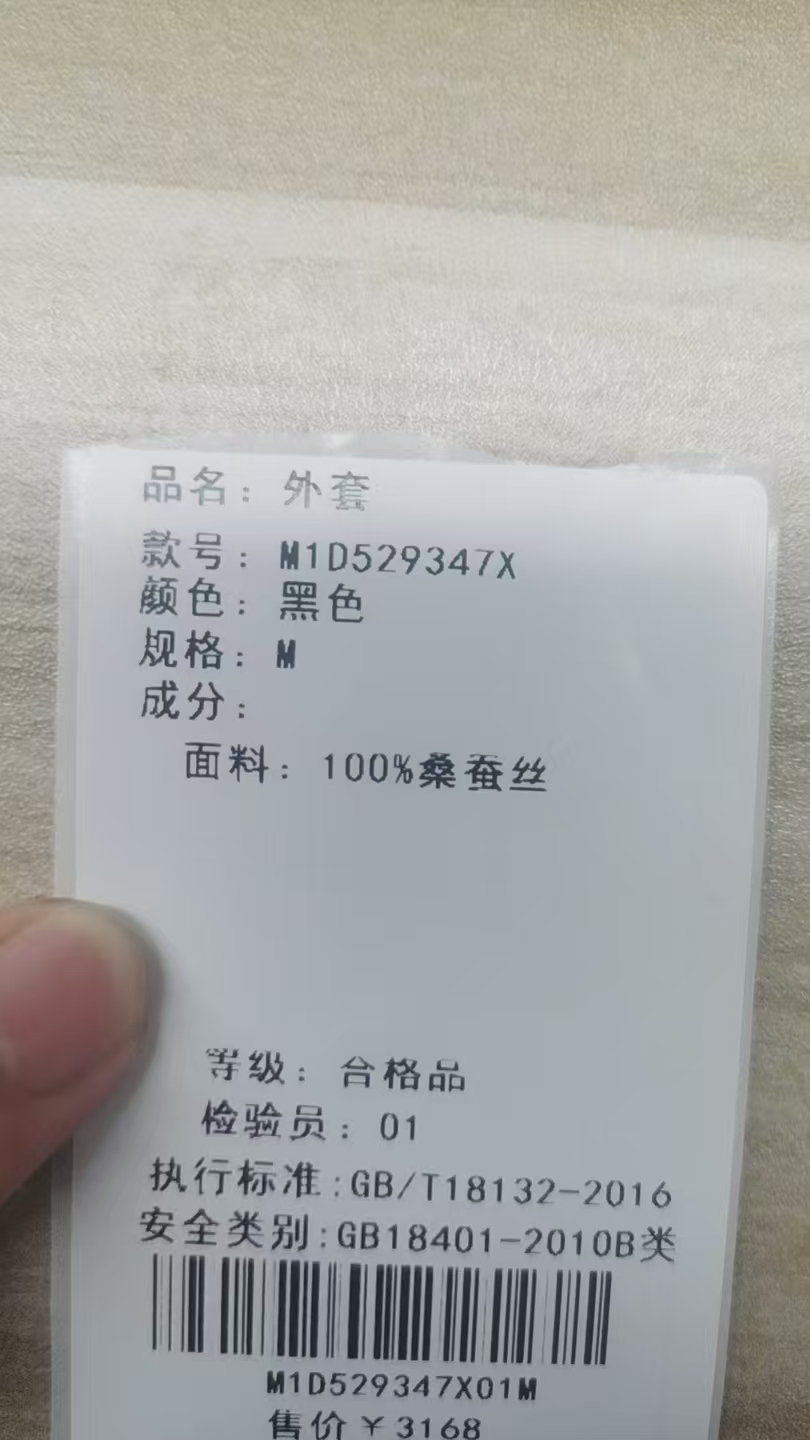 品名：外套
款号：M1D529347X
颜色：黑色
规格：M
成分：
面料：100%桑蚕丝
等级：合格品
检验员：01
执行标准:GB/T18132-2016
安全类别:GB18401-2010B类
M1D529347X01M
售价￥3168